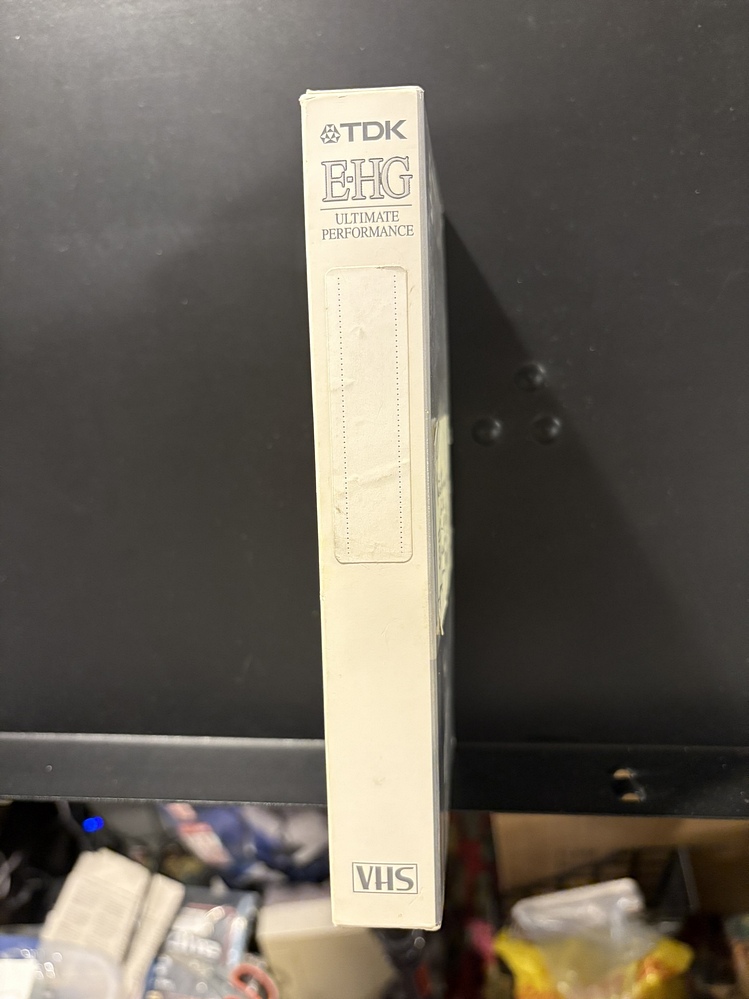 TDK
E-HG
ULTIMATE
PERFORMANCE
VHS